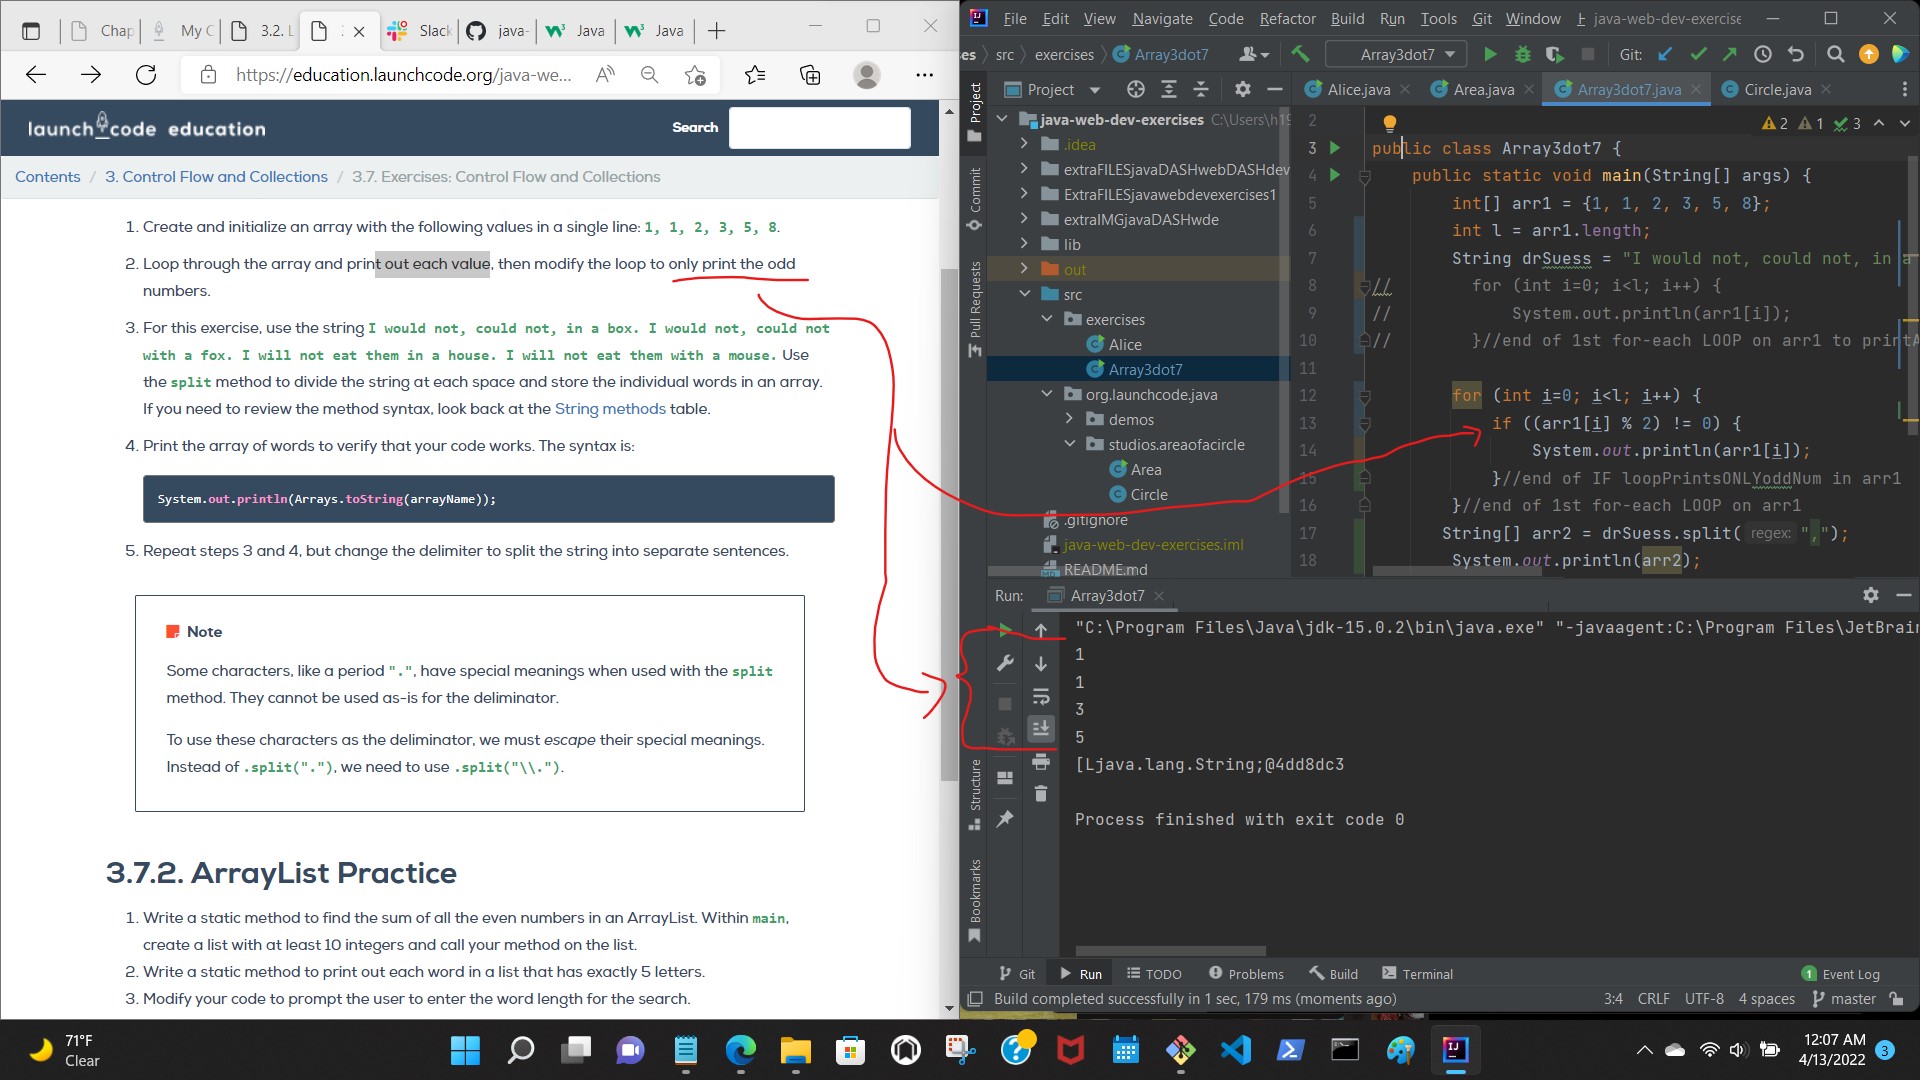 Chap
My C
3.2. L
Slack
java-
Java
Java
https://education.launchcode.org/java-we...
launchcode education
Search
Contents / 3. Control Flow and Collections / 3.7. Exercises: Control Flow and Collections
1. Create and initialize an array with the following values in a single line: 1, 1, 2, 3, 5, 8.
2. Loop through the array and print out each value, then modify the loop to only print the odd
numbers.
3. For this exercise, use the string I would not, could not, in a box. I would not, could not
with a fox. I will not eat them in a house. I will not eat them with a mouse. Use
the split method to divide the string at each space and store the individual words in an array.
If you need to review the method syntax, look back at the String methods table.
4. Print the array of words to verify that your code works. The syntax is:
System.out.println(Arrays.toString(arrayName));
5. Repeat steps 3 and 4, but change the delimiter to split the string into separate sentences.
Note
Some characters, like a period ".", have special meanings when used with the split
method. They cannot be used as-is for the deliminator.
To use these characters as the deliminator, we must escape their special meanings.
Instead of .split("."), we need to use .split("\\.").
3.7.2. ArrayList Practice
1. Write a static method to find the sum of all the even numbers in an ArrayList. Within main,
create a list with at least 10 integers and call your method on the list.
2. Write a static method to print out each word in a list that has exactly 5 letters.
3. Modify your code to prompt the user to enter the word length for the search.
File Edit View Navigate Code Refactor Build Run Tools Git Window java-web-dev-exercise
es src exercises Array3dot7
Array3dot7
Git:
Project
Alice.java
Area.java
Array3dot7.java
Circle.java
Project
Commit
Pull Requests
Structure
Bookmarks
java-web-dev-exercises C:\Users\h19
.idea
extraFILESjavaDASHwebDASHdev
ExtraFILESjavawebdevexercises1
extraIMGjavaDASHwde
lib
out
src
exercises
Alice
Array3dot7
org.launchcode.java
demos
studios.areaofacircle
Area
Circle
.gitignore
java-web-dev-exercises.iml
README.md
2 1 3
2
3 public class Array3dot7 {
4 public static void main(String[] args) {
5 int[] arr1 = {1, 1, 2, 3, 5, 8};
6 int l = arr1.length;
7 String drSuess = "I would not, could not, in a
8 // for (int i=0; i<l; i++) {
9 // System.out.println(arr1[i]);
10 // }//end of 1st for-each LOOP on arr1 to printA
11
12 for (int i=0; i<l; i++) {
13 if ((arr1[i] % 2) != 0) {
14 System.out.println(arr1[i]);
15 }//end of IF loopPrintsONLYoddNum in arr1
16 }//end of 1st for-each LOOP on arr1
17 String[] arr2 = drSuess.split( regex: ",");
18 System.out.println(arr2);
Run: Array3dot7
"C:\Program Files\Java\jdk-15.0.2\bin\java.exe" "-javaagent:C:\Program Files\JetBrain
1
1
3
5
[Ljava.lang.String;@4dd8dc3
Process finished with exit code 0
Git Run TODO Problems Build Terminal 1 Event Log
Build completed successfully in 1 sec, 179 ms (moments ago) 3:4 CRLF UTF-8 4 spaces master
71°F
Clear
12:07 AM
4/13/2022
3